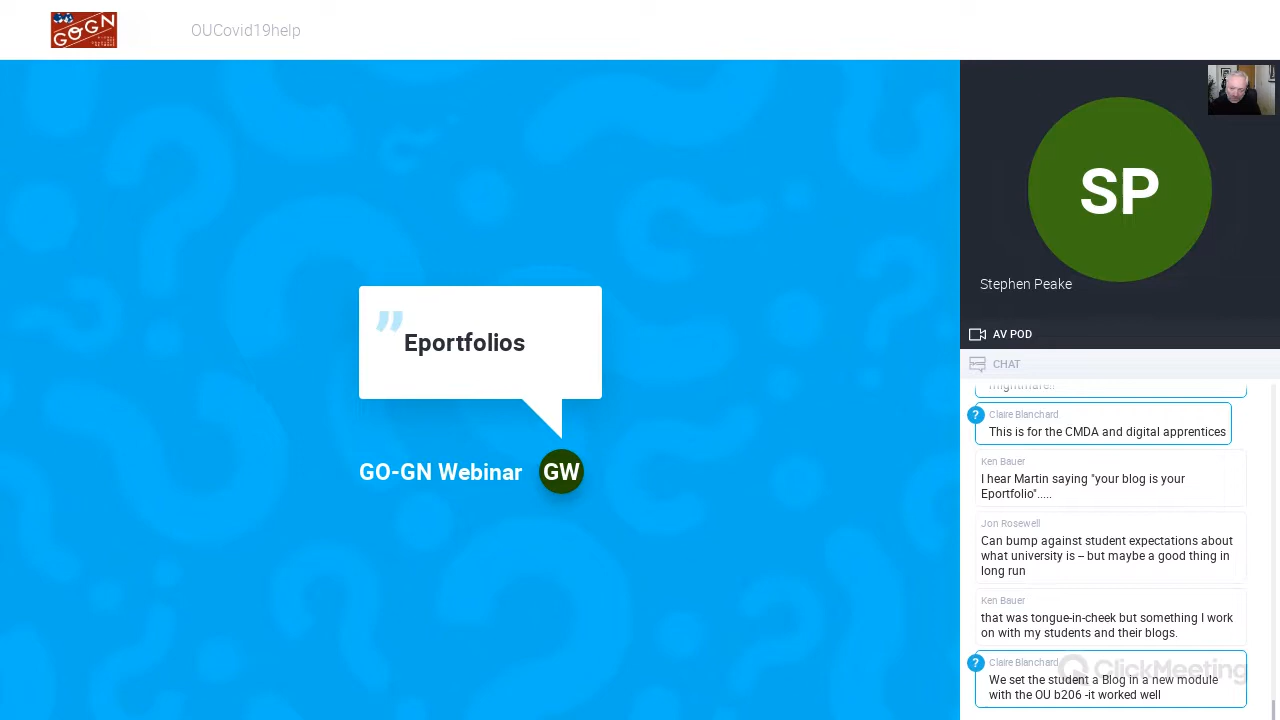 GO GN
OUCovid19help
SP
Stephen Peake
AV POD
CHAT
” Eportfolios
GO-GN Webinar GW
? Claire Blanchard
This is for the CMDA and digital apprentices
Ken Bauer
I hear Martin saying "your blog is your
Eportfolio".....
Jon Rosewell
Can bump against student expectations about
what university is – but maybe a good thing in
long run
Ken Bauer
that was tongue-in-cheek but something I work
on with my students and their blogs.
? Claire Blanchard
ClickMeeting
We set the student a Blog in a new module
with the OU b206 -it worked well